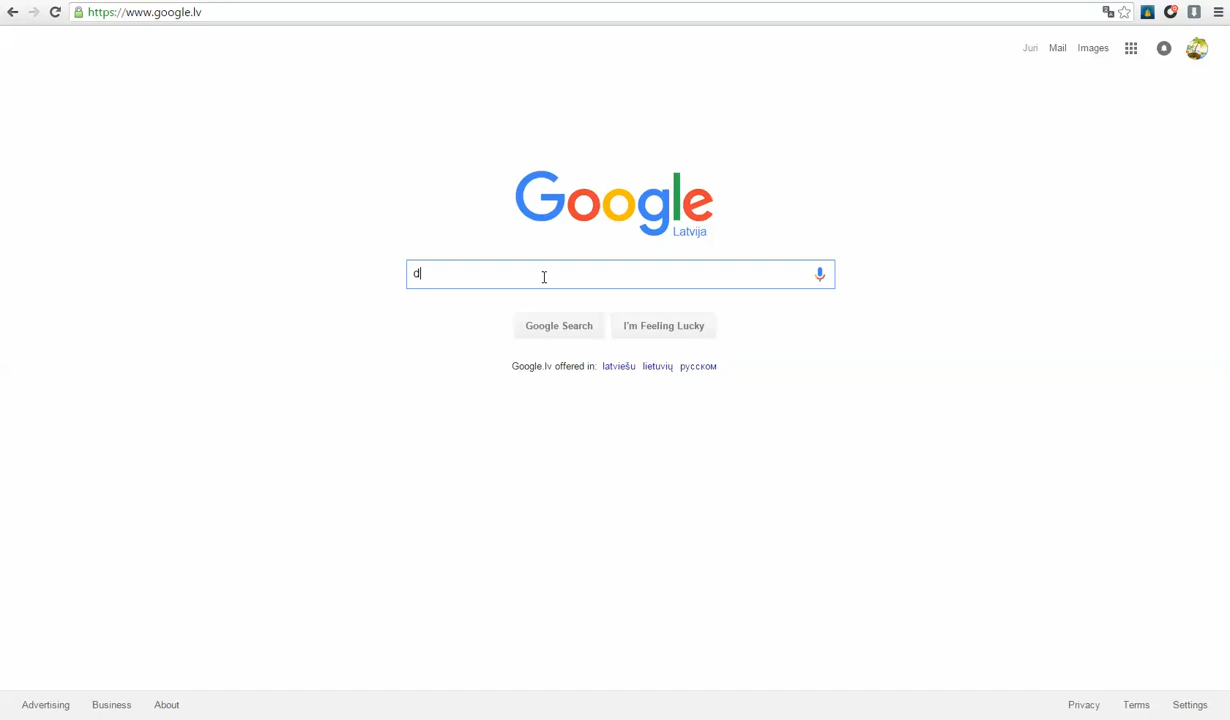 https://www.google.lv
Juri Mail Images
Google
Latvija
d
Google Search I'm Feeling Lucky
Google.lv offered in: latviešu lietuvių русском
Advertising Business About Privacy Terms Settings